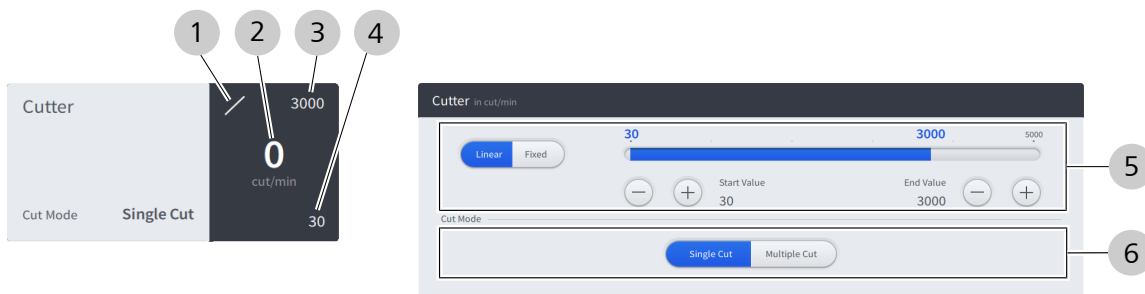 1 2 3 4
Cutter
3000
0
cut/min
Cut Mode Single Cut
30
Cutter in cut/min
30 3000 5000
Linear Fixed
Start Value End Value
30 3000
5
Cut Mode
Single Cut Multiple Cut
6